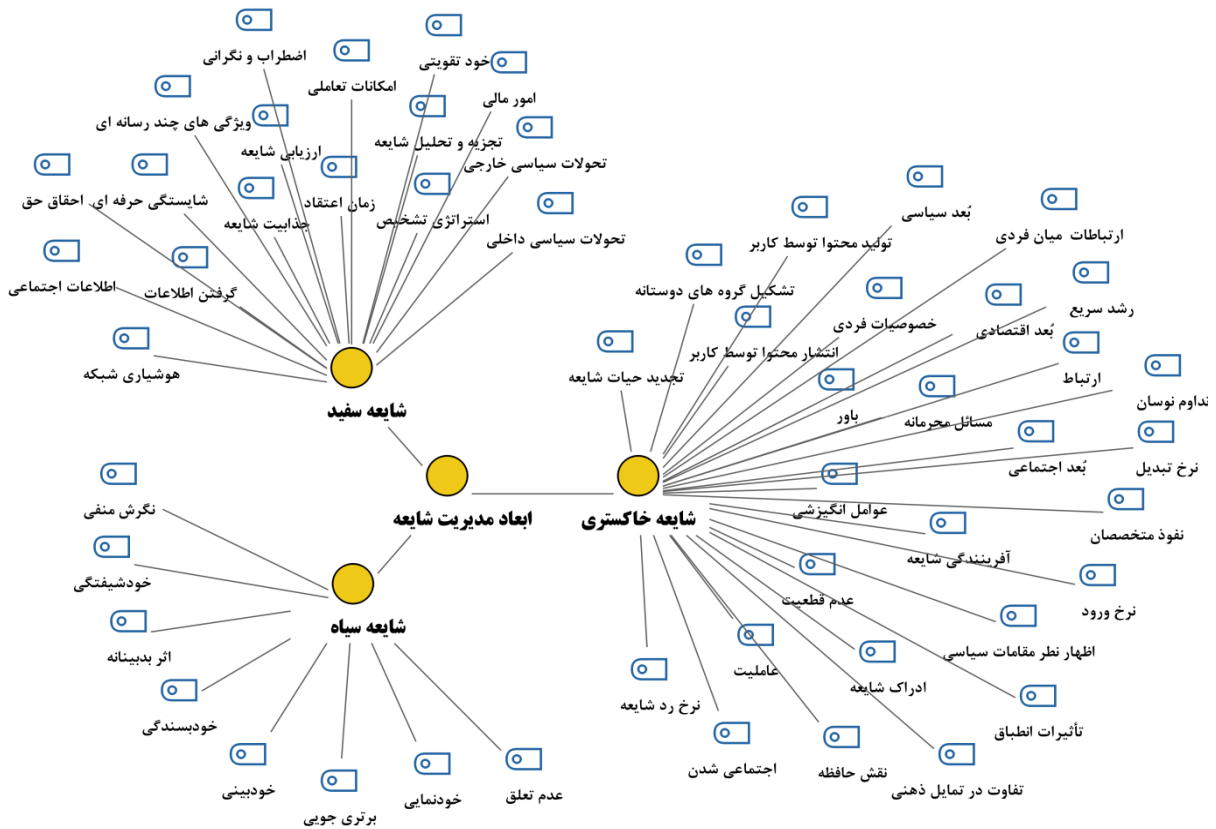 خود تقویتی
اضطراب و نگرانی
امکانات تعاملی
امور مالی
ویژگی های چند رسانه ای
تجزیه و تحلیل شایعه
ارزیابی شایعه
تحولات سیاسی خارجی
شایستگی حرفه ای
احقاق حق
زمان اعتقاد
استراتژی تشخیص
جذابیت شایعه
تحولات سیاسی داخلی
اطلاعات اجتماعی
گرفتن اطلاعات
هوشیاری شبکه
شایعه سفید
بُعد سیاسی
ارتباطات میان فردی
تولید محتوا توسط کاربر
تشکیل گروه های دوستانه
رشد سریع
خصوصیات فردی
بُعد اقتصادی
انتشار محتوا توسط کاربر
تجدید حیات شایعه
ارتباط
تداوم نوسان
باور
مسائل محرمانه
بُعد اجتماعی
نرخ تبدیل
عوامل انگیزشی
شایعه خاکستری
ابعاد مدیریت شایعه
نفوذ متخصصان
آفرینندگی شایعه
عدم قطعیت
نرخ ورود
اظهار نطر مقامات سیاسی
عاملیت
ادراک شایعه
نرخ رد شایعه
تأثیرات انطباق
اجتماعی شدن
نقش حافظه
تفاوت در تمایل ذهنی
نگرش منفی
خودشیفتگی
شایعه سیاه
اثر بدبینانه
خودبسندگی
خودبینی
برتری جویی
خودنمایی
عدم تعلق